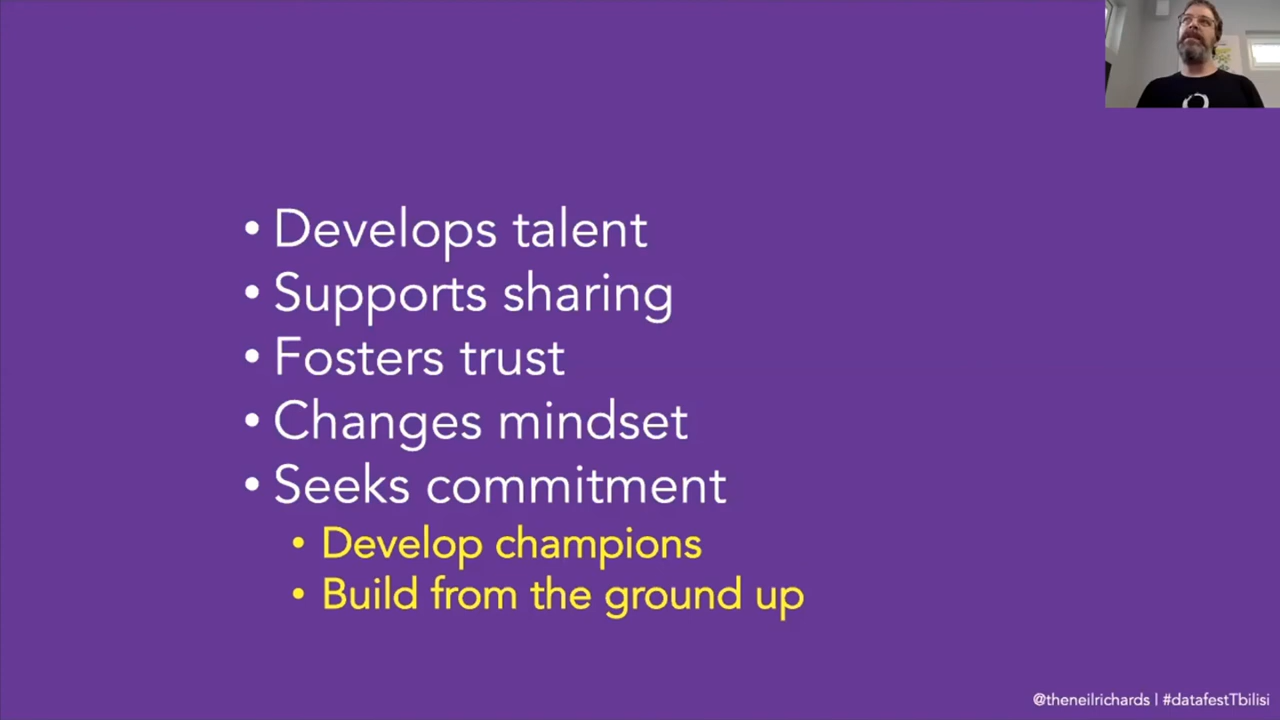 • Develops talent
• Supports sharing
• Fosters trust
• Changes mindset
• Seeks commitment
• Develop champions
• Build from the ground up
@theneilrichards | #datafestTbilisi